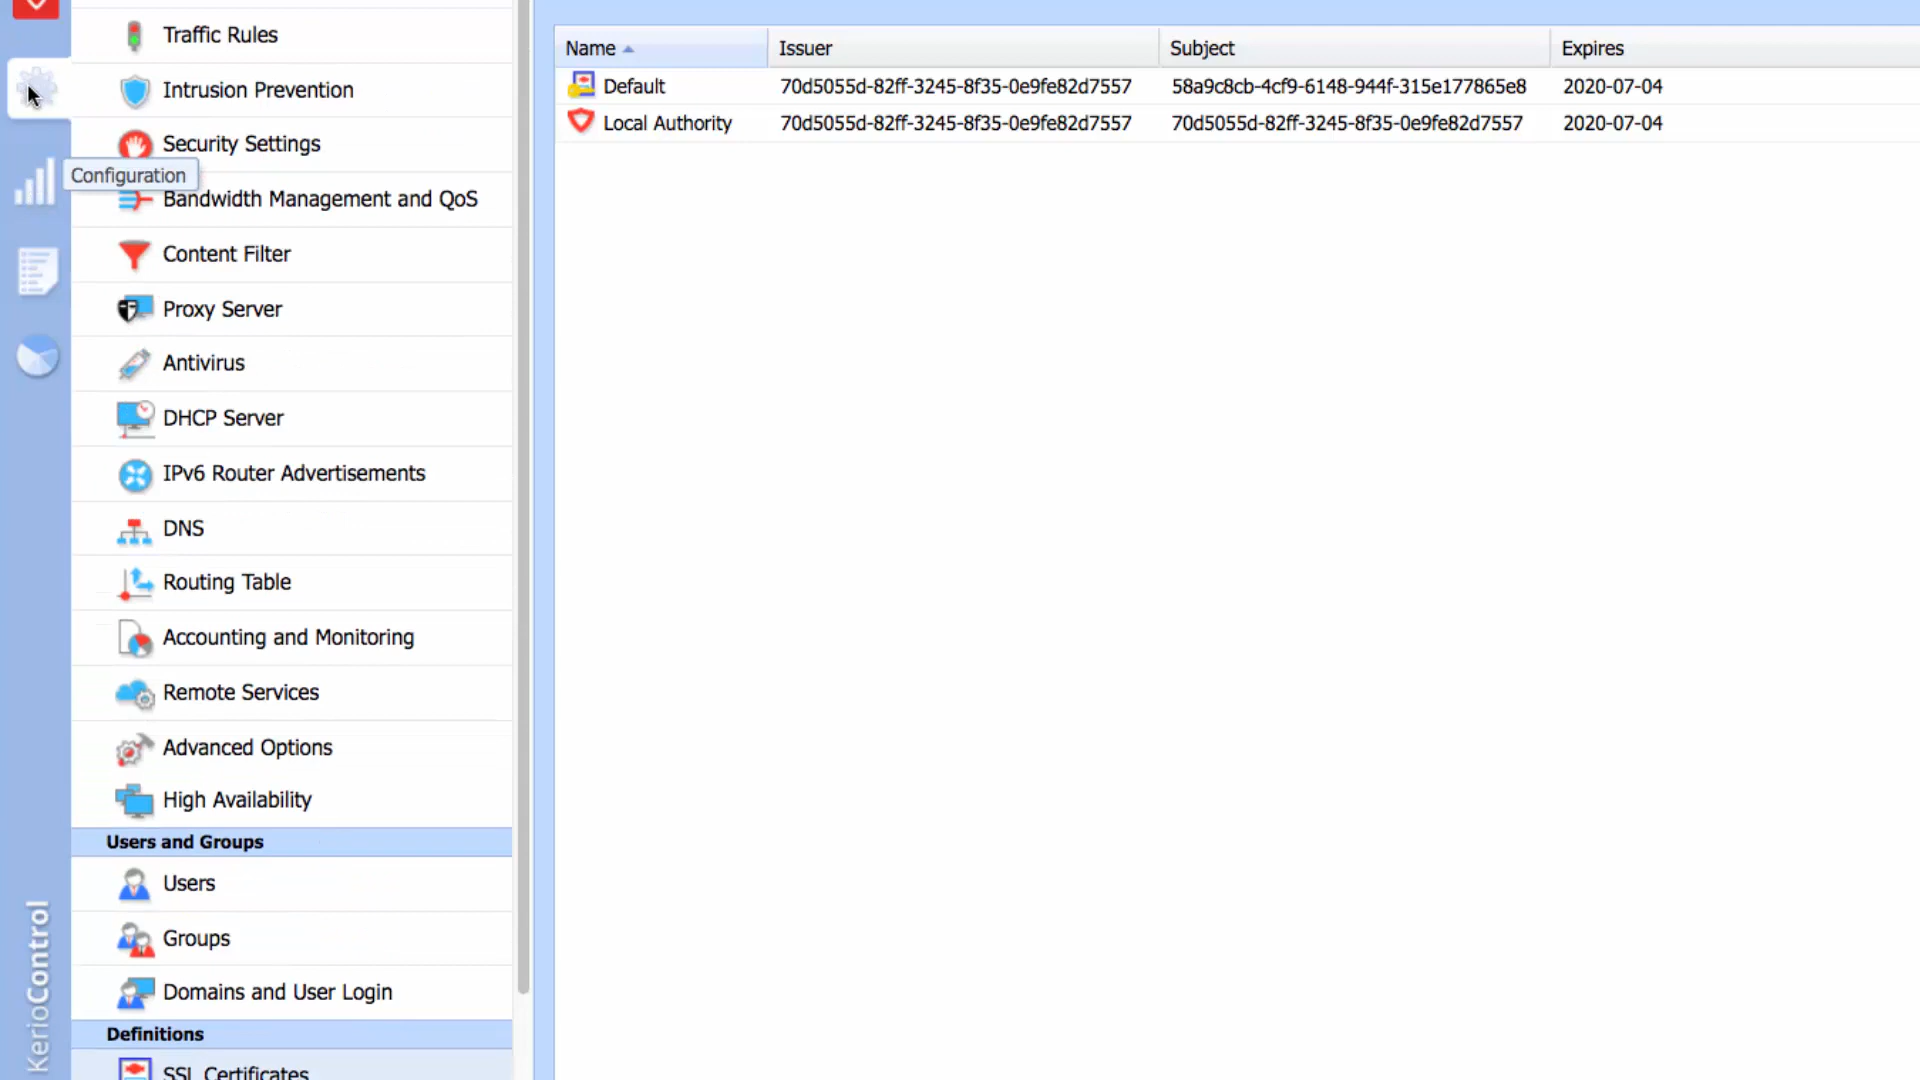 Traffic Rules
Intrusion Prevention
Security Settings
Configuration
Bandwidth Management and QoS
Content Filter
Proxy Server
Antivirus
DHCP Server
IPv6 Router Advertisements
DNS
Routing Table
Accounting and Monitoring
Remote Services
Advanced Options
High Availability
Users and Groups
Users
Groups
Domains and User Login
Definitions
SSL Certificates
KerioControl
Name Issuer Subject Expires
Default 70d5055d-82ff-3245-8f35-0e9fe82d7557 58a9c8cb-4cf9-6148-944f-315e177865e8 2020-07-04
Local Authority 70d5055d-82ff-3245-8f35-0e9fe82d7557 70d5055d-82ff-3245-8f35-0e9fe82d7557 2020-07-04